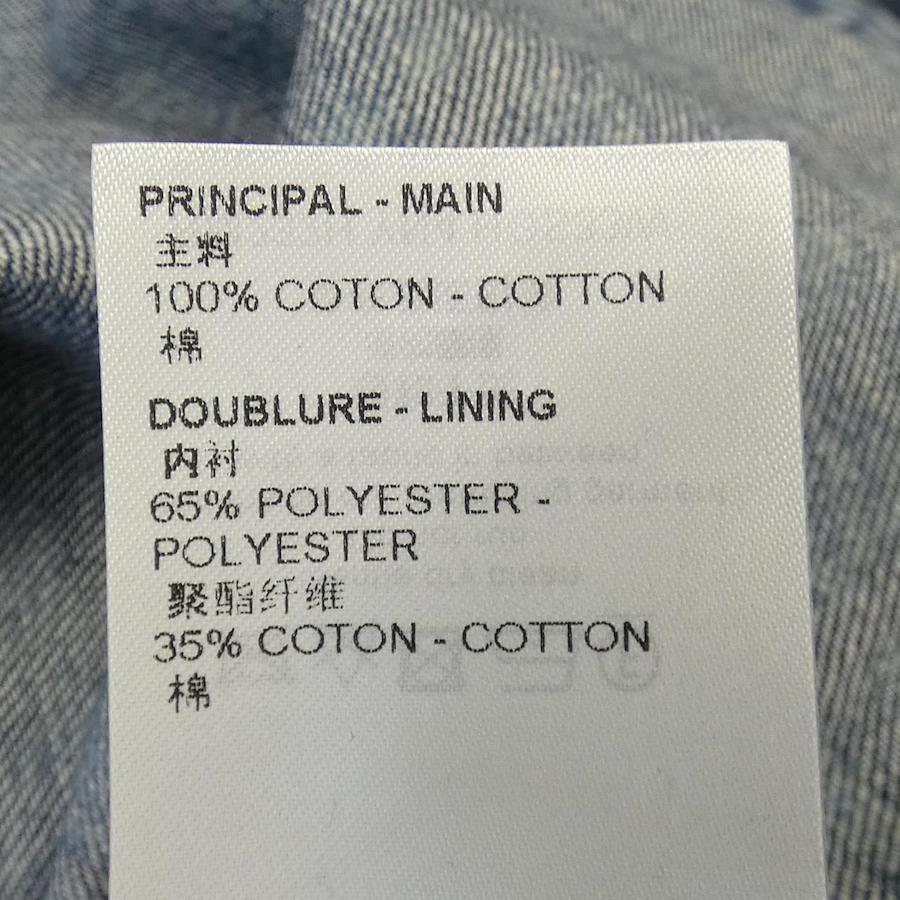 PRINCIPAL - MAIN
主料
100% COTON - COTTON
棉
DOUBLURE - LINING
内衬
65% POLYESTER -
POLYESTER
聚酯纤维
35% COTON - COTTON
棉